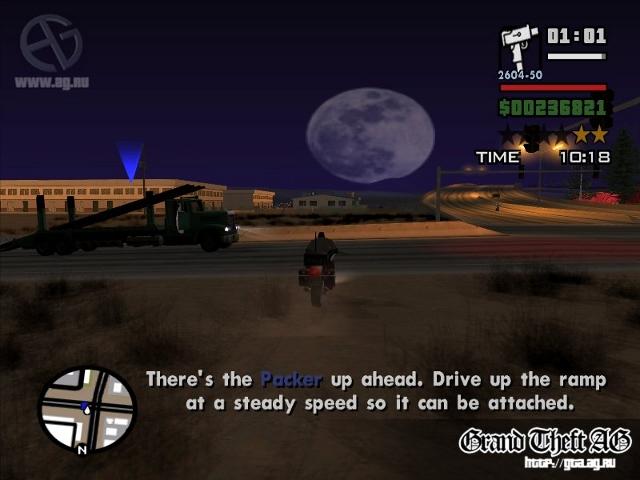 AG
www.ag.ru
01:01
2604-50
$00236821
TIME 10:18
There's the Packer up ahead. Drive up the ramp
at a steady speed so it can be attached.
N
Grand Theft AG
http://gta.ag.ru